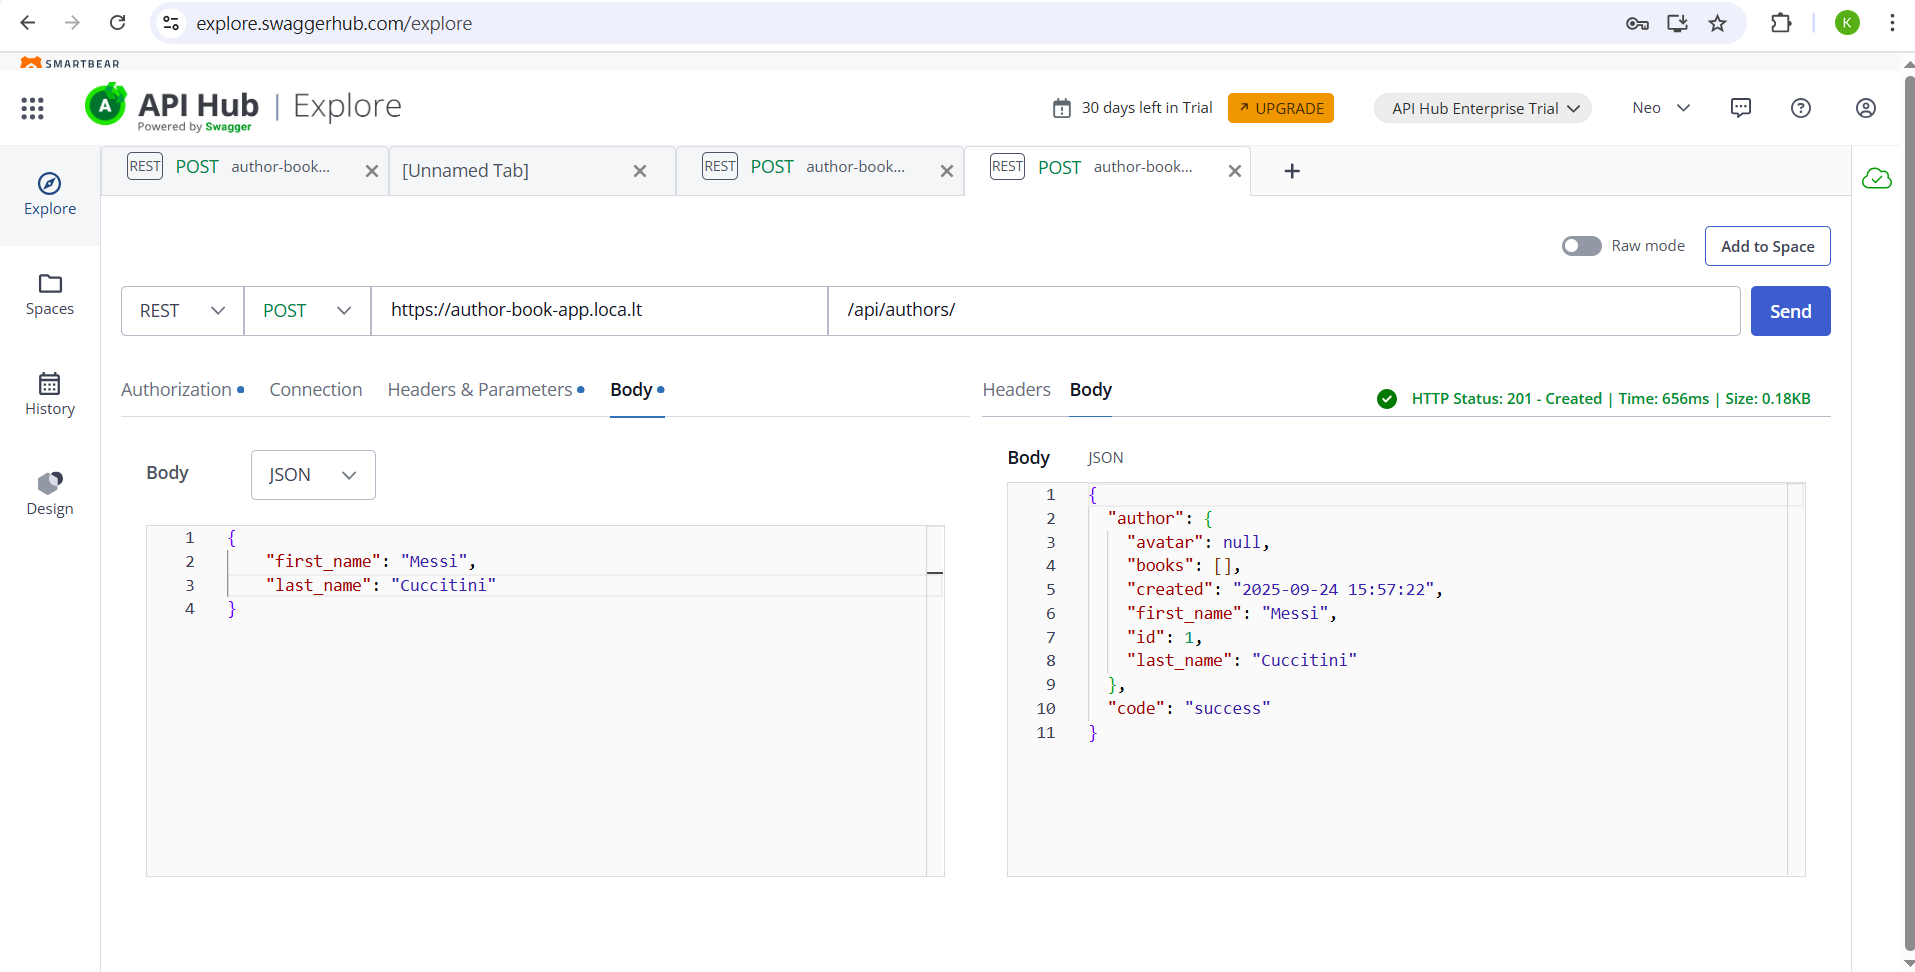 explore.swaggerhub.com/explore
K
SMARTBEAR
A
API Hub | Explore
Powered by Swagger
30 days left in Trial
↗ UPGRADE
API Hub Enterprise Trial
Neo
REST POST author-book...
[Unnamed Tab]
REST POST author-book...
REST POST author-book...
Explore
Spaces
History
Design
Raw mode
Add to Space
REST
POST
https://author-book-app.loca.lt
/api/authors/
Send
Authorization
Connection
Headers & Parameters
Body
Body
JSON
1 {
2 "first_name": "Messi",
3 "last_name": "Cuccitini"
4 }
Headers
Body
HTTP Status: 201 - Created | Time: 656ms | Size: 0.18KB
Body
JSON
1 {
2 "author": {
3 "avatar": null,
4 "books": [],
5 "created": "2025-09-24 15:57:22",
6 "first_name": "Messi",
7 "id": 1,
8 "last_name": "Cuccitini"
9 },
10 "code": "success"
11 }